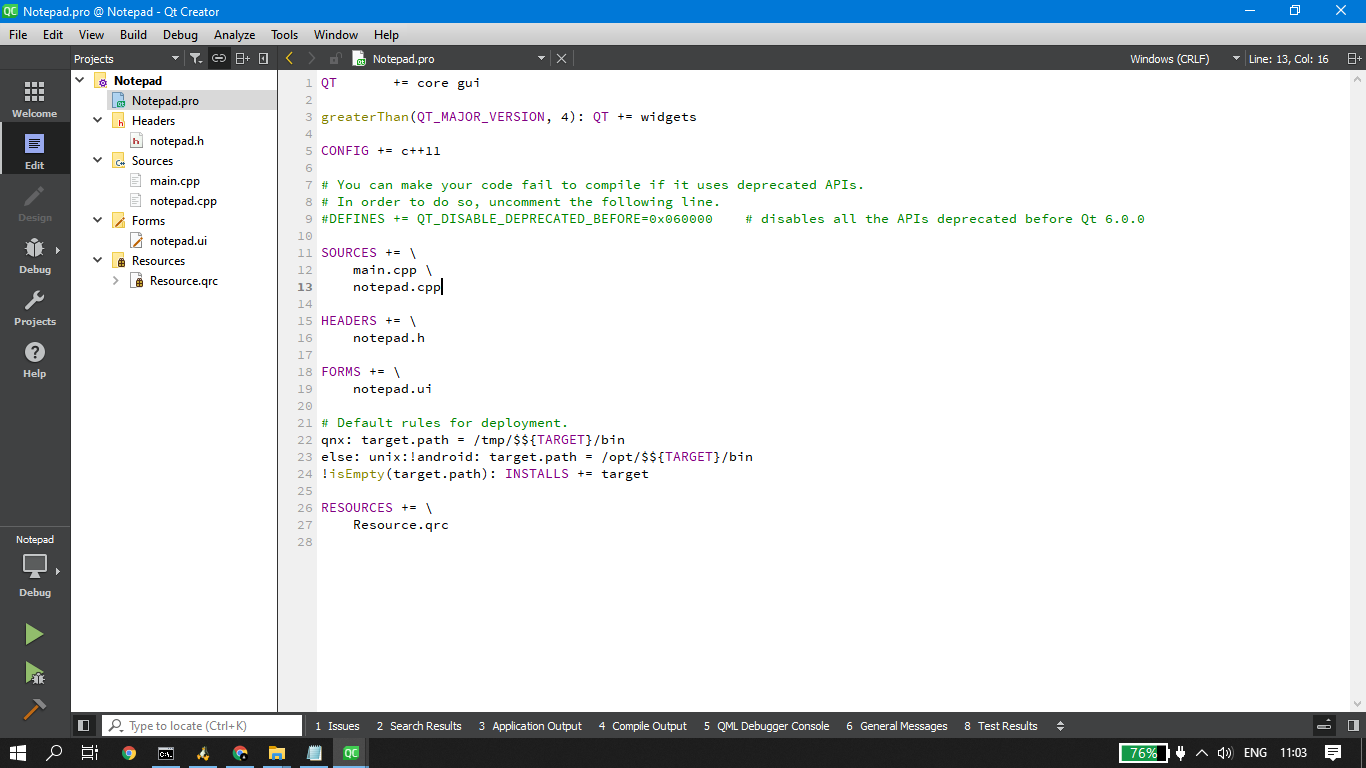 QC Notepad.pro @ Notepad - Qt Creator
File Edit View Build Debug Analyze Tools Window Help
Projects Notepad.pro Windows (CRLF) Line: 13, Col: 16
Welcome
Edit
Design
Debug
Projects
Help
Notepad
Debug
Notepad
Notepad.pro
Headers
notepad.h
Sources
main.cpp
notepad.cpp
Forms
notepad.ui
Resources
Resource.qrc
1 QT       += core gui
2
3 greaterThan(QT_MAJOR_VERSION, 4): QT += widgets
4
5 CONFIG += c++11
6
7 # You can make your code fail to compile if it uses deprecated APIs.
8 # In order to do so, uncomment the following line.
9 #DEFINES += QT_DISABLE_DEPRECATED_BEFORE=0x060000    # disables all the APIs deprecated before Qt 6.0.0
10
11 SOURCES += \
12     main.cpp \
13     notepad.cpp
14
15 HEADERS += \
16     notepad.h
17
18 FORMS += \
19     notepad.ui
20
21 # Default rules for deployment.
22 qnx: target.path = /tmp/$${TARGET}/bin
23 else: unix:!android: target.path = /opt/$${TARGET}/bin
24 !isEmpty(target.path): INSTALLS += target
25
26 RESOURCES += \
27     Resource.qrc
28
Type to locate (Ctrl+K) 1 Issues 2 Search Results 3 Application Output 4 Compile Output 5 QML Debugger Console 6 General Messages 8 Test Results
QC 76% ENG 11:03